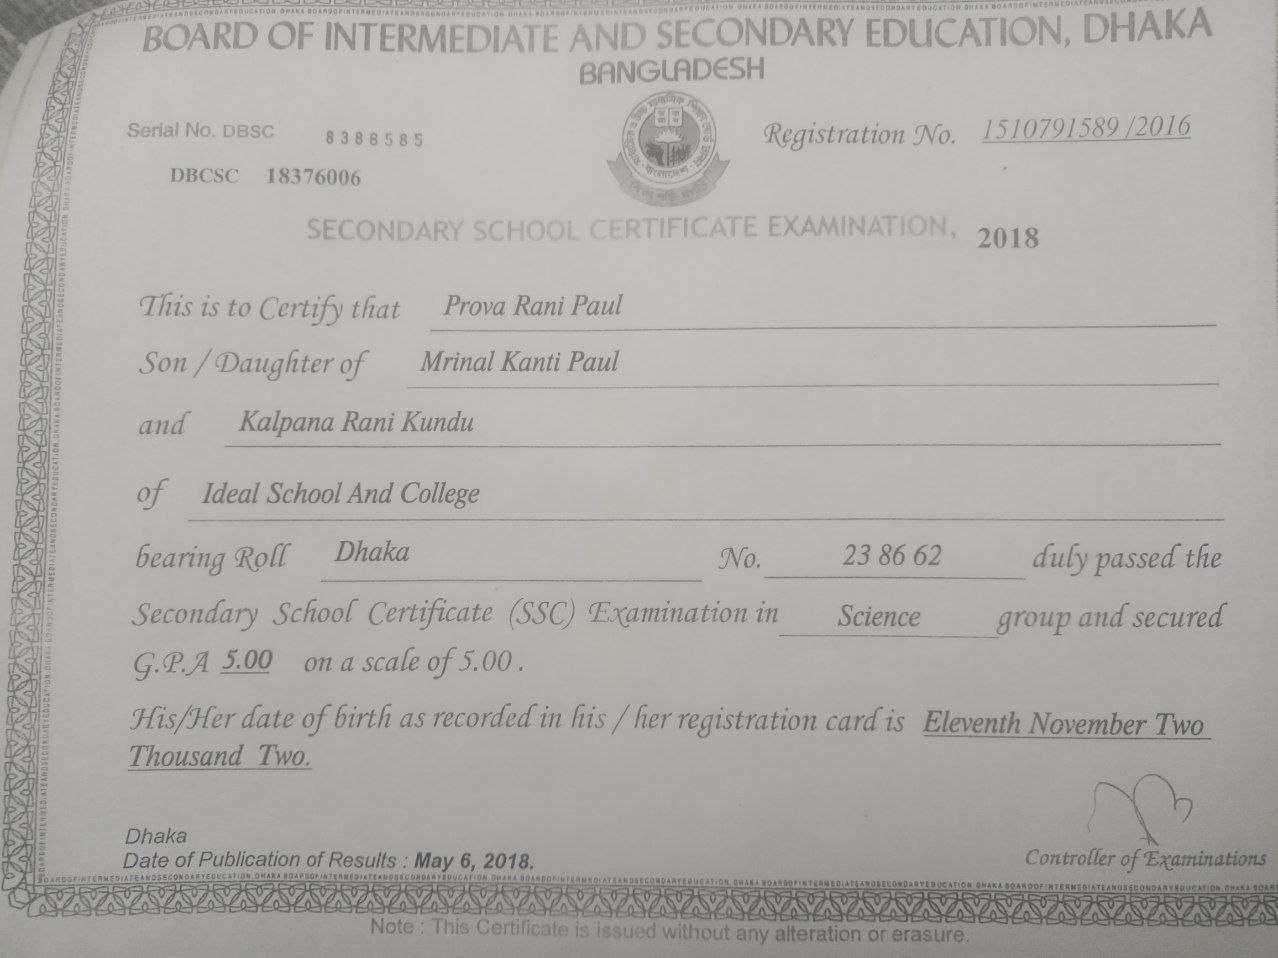 BOARD OF INTERMEDIATE AND SECONDARY EDUCATION, DHAKA
BANGLADESH
Serial No. DBSC 8388585
Registration No. 1510791589 /2016
DBCSC 18376006
SECONDARY SCHOOL CERTIFICATE EXAMINATION, 2018
This is to Certify that Prova Rani Paul
Son / Daughter of Mrinal Kanti Paul
and Kalpana Rani Kundu
of Ideal School And College
bearing Roll Dhaka No. 23 86 62 duly passed the
Secondary School Certificate (SSC) Examination in Science group and secured
G.P.A 5.00 on a scale of 5.00 .
His/Her date of birth as recorded in his / her registration card is Eleventh November Two
Thousand Two.
Dhaka
Date of Publication of Results : May 6, 2018.
Controller of Examinations
Note : This Certificate is issued without any alteration or erasure.